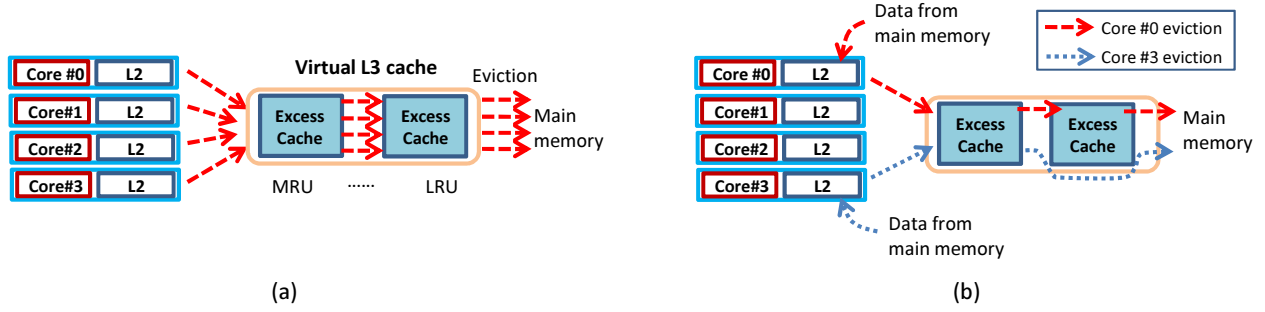 Core #0 L2
Core#1 L2
Core#2 L2
Core#3 L2
Virtual L3 cache
Excess
Cache
Excess
Cache
MRU ...... LRU
Eviction
Main
memory
(a)
Data from
main memory
Core #0 L2
Core#1 L2
Core#2 L2
Core#3 L2
Data from
main memory
Excess
Cache
Excess
Cache
Main
memory
Core #0 eviction
Core #3 eviction
(b)